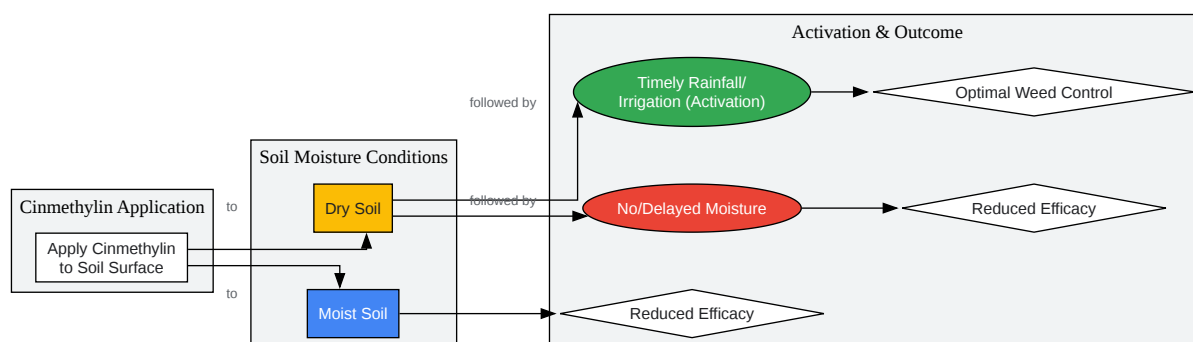 Activation & Outcome
Timely Rainfall/
Irrigation (Activation)
Optimal Weed Control
followed by
Soil Moisture Conditions
Cinmethylin Application
to
Dry Soil
followed by
No/Delayed Moisture
Reduced Efficacy
Apply Cinmethylin
to Soil Surface
to
Moist Soil
Reduced Efficacy